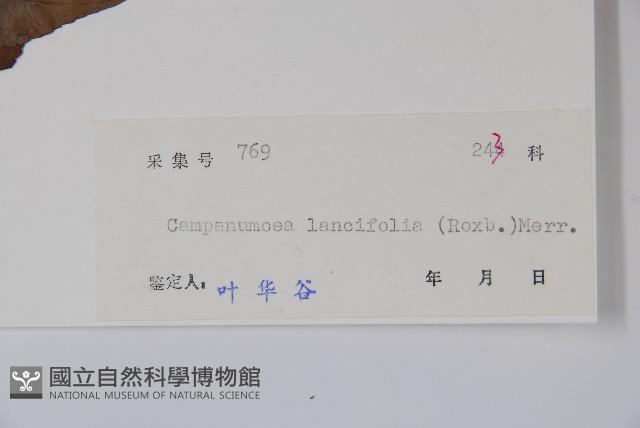 采集号 769 243 科
Campanumoea lancifolia (Roxb.)Merr.
鉴定人: 叶华谷 年 月 日
國立自然科學博物館
NATIONAL MUSEUM OF NATURAL SCIENCE